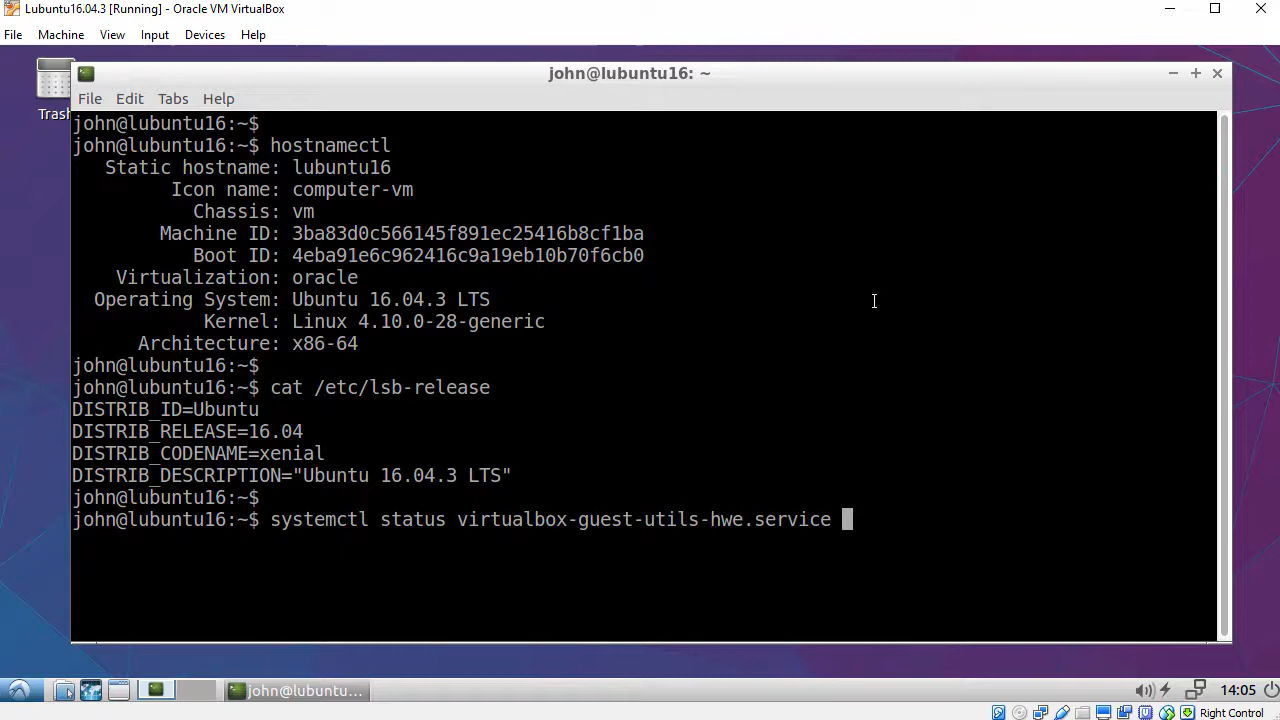 Lubuntu16.04.3 [Running] - Oracle VM VirtualBox
File Machine View Input Devices Help
Trash
john@lubuntu16: ~
File Edit Tabs Help
john@lubuntu16:~$
john@lubuntu16:~$ hostnamectl
Static hostname: lubuntu16
Icon name: computer-vm
Chassis: vm
Machine ID: 3ba83d0c566145f891ec25416b8cf1ba
Boot ID: 4eba91e6c962416c9a19eb10b70f6cb0
Virtualization: oracle
Operating System: Ubuntu 16.04.3 LTS
Kernel: Linux 4.10.0-28-generic
Architecture: x86-64
john@lubuntu16:~$
john@lubuntu16:~$ cat /etc/lsb-release
DISTRIB_ID=Ubuntu
DISTRIB_RELEASE=16.04
DISTRIB_CODENAME=xenial
DISTRIB_DESCRIPTION="Ubuntu 16.04.3 LTS"
john@lubuntu16:~$
john@lubuntu16:~$ systemctl status virtualbox-guest-utils-hwe.service
john@lubuntu... 14:05
Right Control